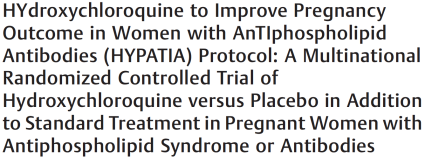 HYdroxychloroquine to Improve Pregnancy
Outcome in Women with AnTIphospholipid
Antibodies (HYPATIA) Protocol: A Multinational
Randomized Controlled Trial of
Hydroxychloroquine versus Placebo in Addition
to Standard Treatment in Pregnant Women with
Antiphospholipid Syndrome or Antibodies